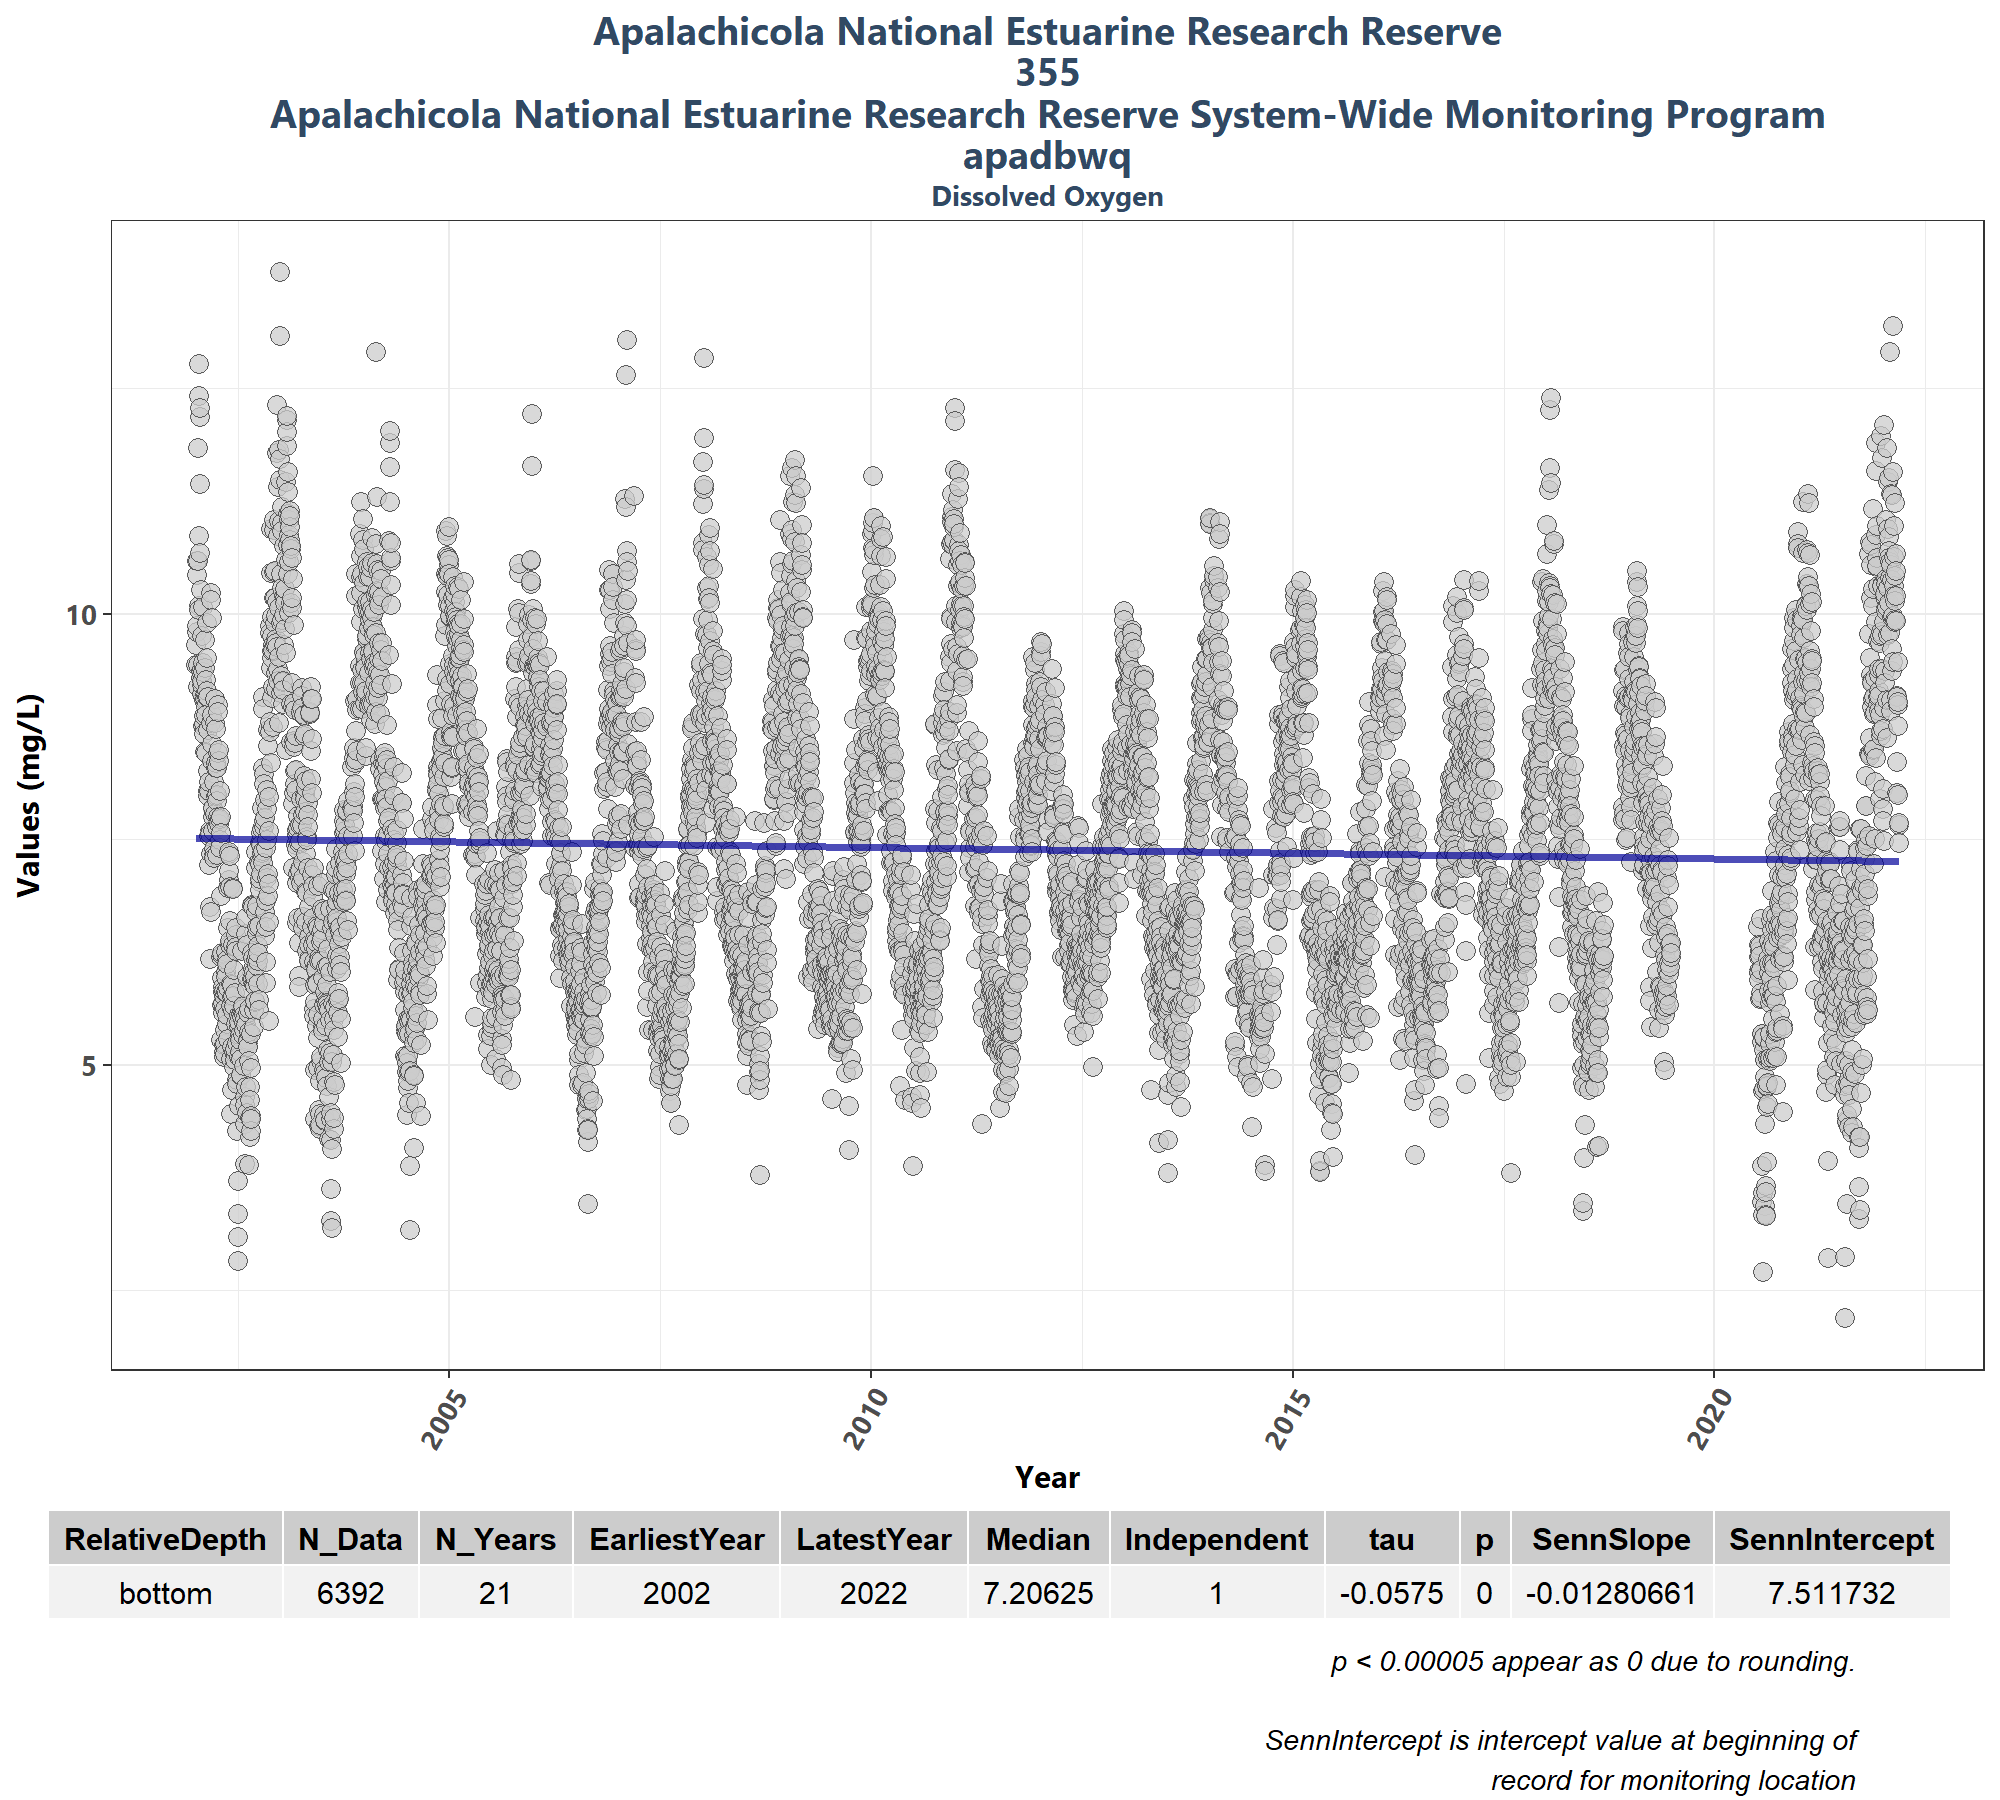 Apalachicola National Estuarine Research Reserve
355
Apalachicola National Estuarine Research Reserve System-Wide Monitoring Program
apadbwq
Dissolved Oxygen
Values (mg/L)
10
5
2005 2010 2015 2020
Year
RelativeDepth N_Data N_Years EarliestYear LatestYear Median Independent tau p SennSlope SennIntercept
bottom 6392 21 2002 2022 7.20625 1 -0.0575 0 -0.01280661 7.511732
p < 0.00005 appear as 0 due to rounding.
SennIntercept is intercept value at beginning of
record for monitoring location